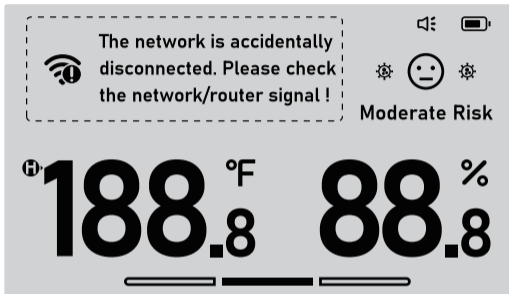 The network is accidentally
disconnected. Please check
the network/router signal !
Moderate Risk
H 188.8 °F 88.8 %